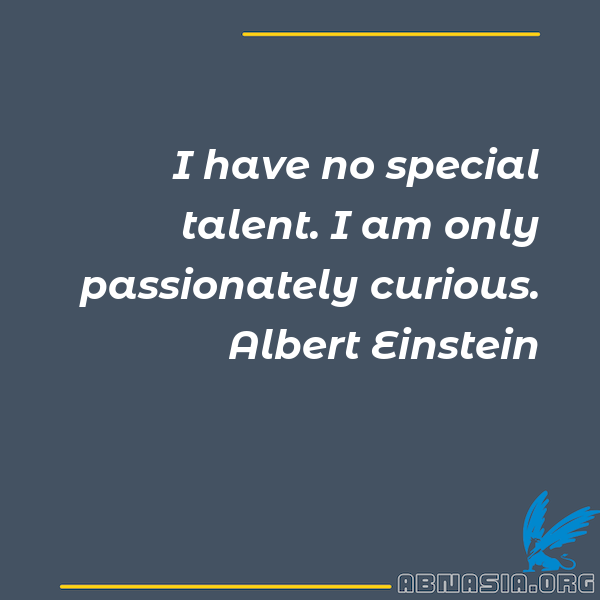 I have no special
talent. I am only
passionately curious.
Albert Einstein
ABNASIA.ORG